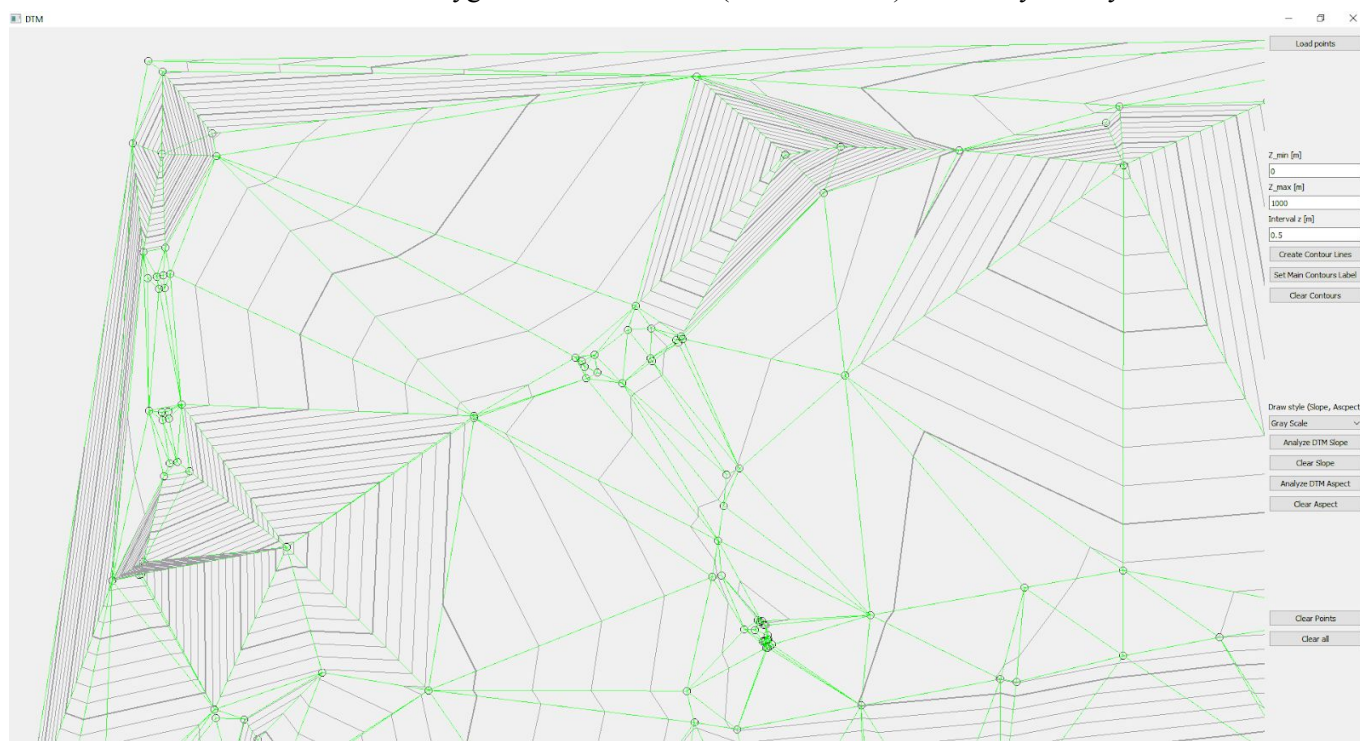 DTM
Load points
Z_min [m]
0
Z_max [m]
1000
Interval z [m]
0.5
Create Contour Lines
Set Main Contours Label
Clear Contours
Draw style (Slope, Ascpect
Gray Scale
Analyze DTM Slope
Clear Slope
Analyze DTM Aspect
Clear Aspect
Clear Points
Clear all